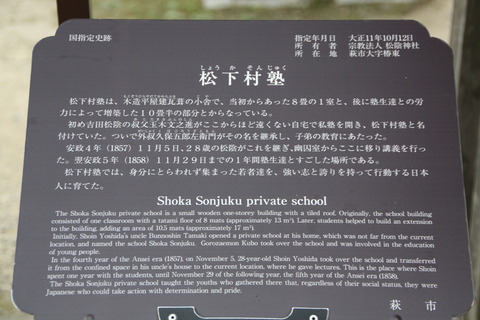 国指定史跡
指定年月日 大正11年10月12日
所有者 宗教法人 松陰神社
所在地 萩市大字椿東
しょうかそんじゅく
松下村塾
松下村塾は、木造平屋建瓦葺の小舎で、当初からあった8畳の1室と、後に塾生達との労
力によって増築した10畳半の部分とからなっている。
初め吉田松陰の叔父玉木文之進がここからほど遠くない自宅で私塾を開き、松下村塾と名
付けていた。ついで外叔久保五郎左衛門がその名を継承し、子弟の教育にあたった。
安政4年(1857)11月5日、28歳の松陰がこれを継ぎ、幽囚室からここに移り講義を行っ
た。翌安政5年(1858)11月29日までの1年間塾生達とすごした場所である。
松下村塾では、身分にとらわれず集まった若者達を、強い志と誇りを持って行動する日本
人に育てた。
Shoka Sonjuku private school
The Shoka Sonjuku private school is a small wooden one-storey building with a tiled roof. Originally, the school building
consisted of one classroom with a tatami floor of 8 mats (approximately 13 m²). Later, students helped to build an extension
to the building, adding an area of 10.5 mats (approximately 17 m²).
Initially, Shoin Yoshida's uncle Bunnoshin Tamaki opened a private school at his home, which was not far from the current
location, and named the school Shoka Sonjuku. Gorozaemon Kubo took over the school and was involved in the education
of young people.
In the fourth year of the Ansei era (1857), on November 5, 28-year-old Shoin Yoshida took over the school and transferred
it from the confined space in his uncle's house to the current location, where he gave lectures. This is the place where Shoin
spent one year with the students, until November 29 of the following year, the fifth year of the Ansei era (1858).
The Shoka Sonjuku private school taught the youths who gathered there that, regardless of their social status, they were
Japanese who could take action with determination and pride.
萩市